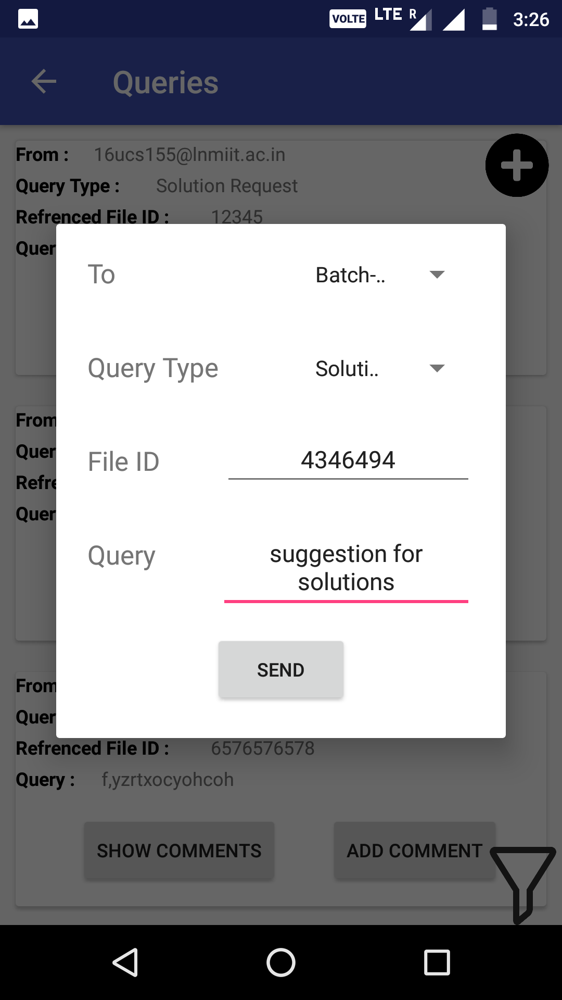 VOLTE LTE R 3:26
Queries
From : 16ucs155@lnmiit.ac.in
Query Type : Solution Request
Refrenced File ID : 12345
Quer
To Batch-..
Query Type Soluti..
File ID 4346494
Query suggestion for
solutions
SEND
From
Quer
Refre
Quer
From
Quer
Refrenced File ID : 6576576578
Query : f,yzrtxocyohcoh
SHOW COMMENTS ADD COMMENT